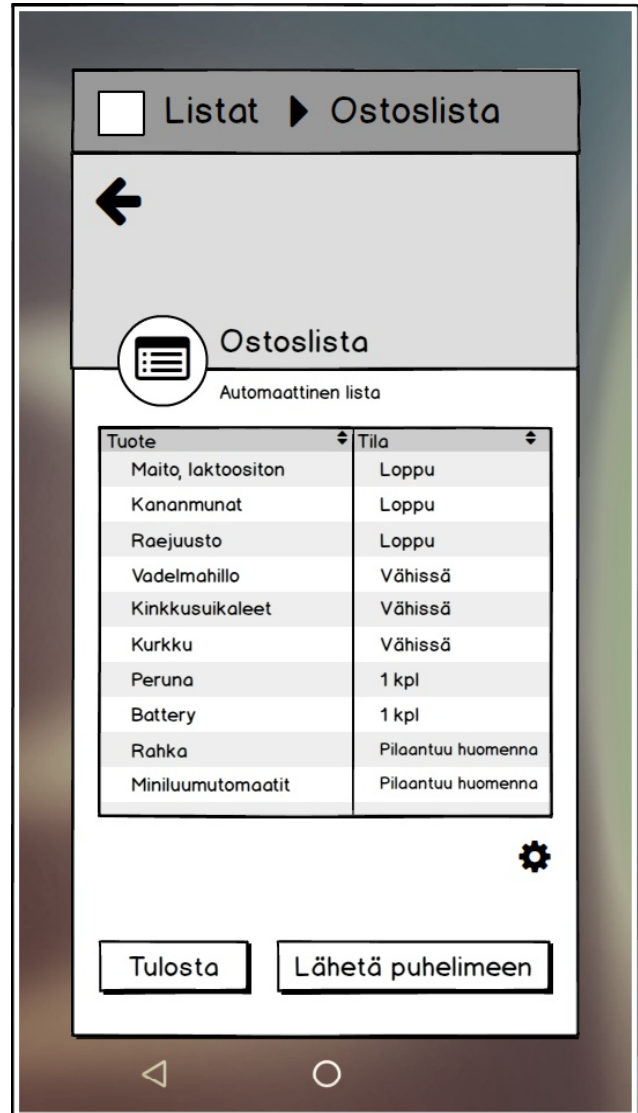 Listat Ostoslista
Ostoslista
Automaattinen lista
Tuote Tila
Maito, laktoositon Loppu
Kananmunat Loppu
Raejuusto Loppu
Vadelmahillo Vähissä
Kinkkusuikaleet Vähissä
Kurkku Vähissä
Peruna 1 kpl
Battery 1 kpl
Rahka Pilaantuu huomenna
Miniluumutomaatit Pilaantuu huomenna
Tulosta Lähetä puhelimeen